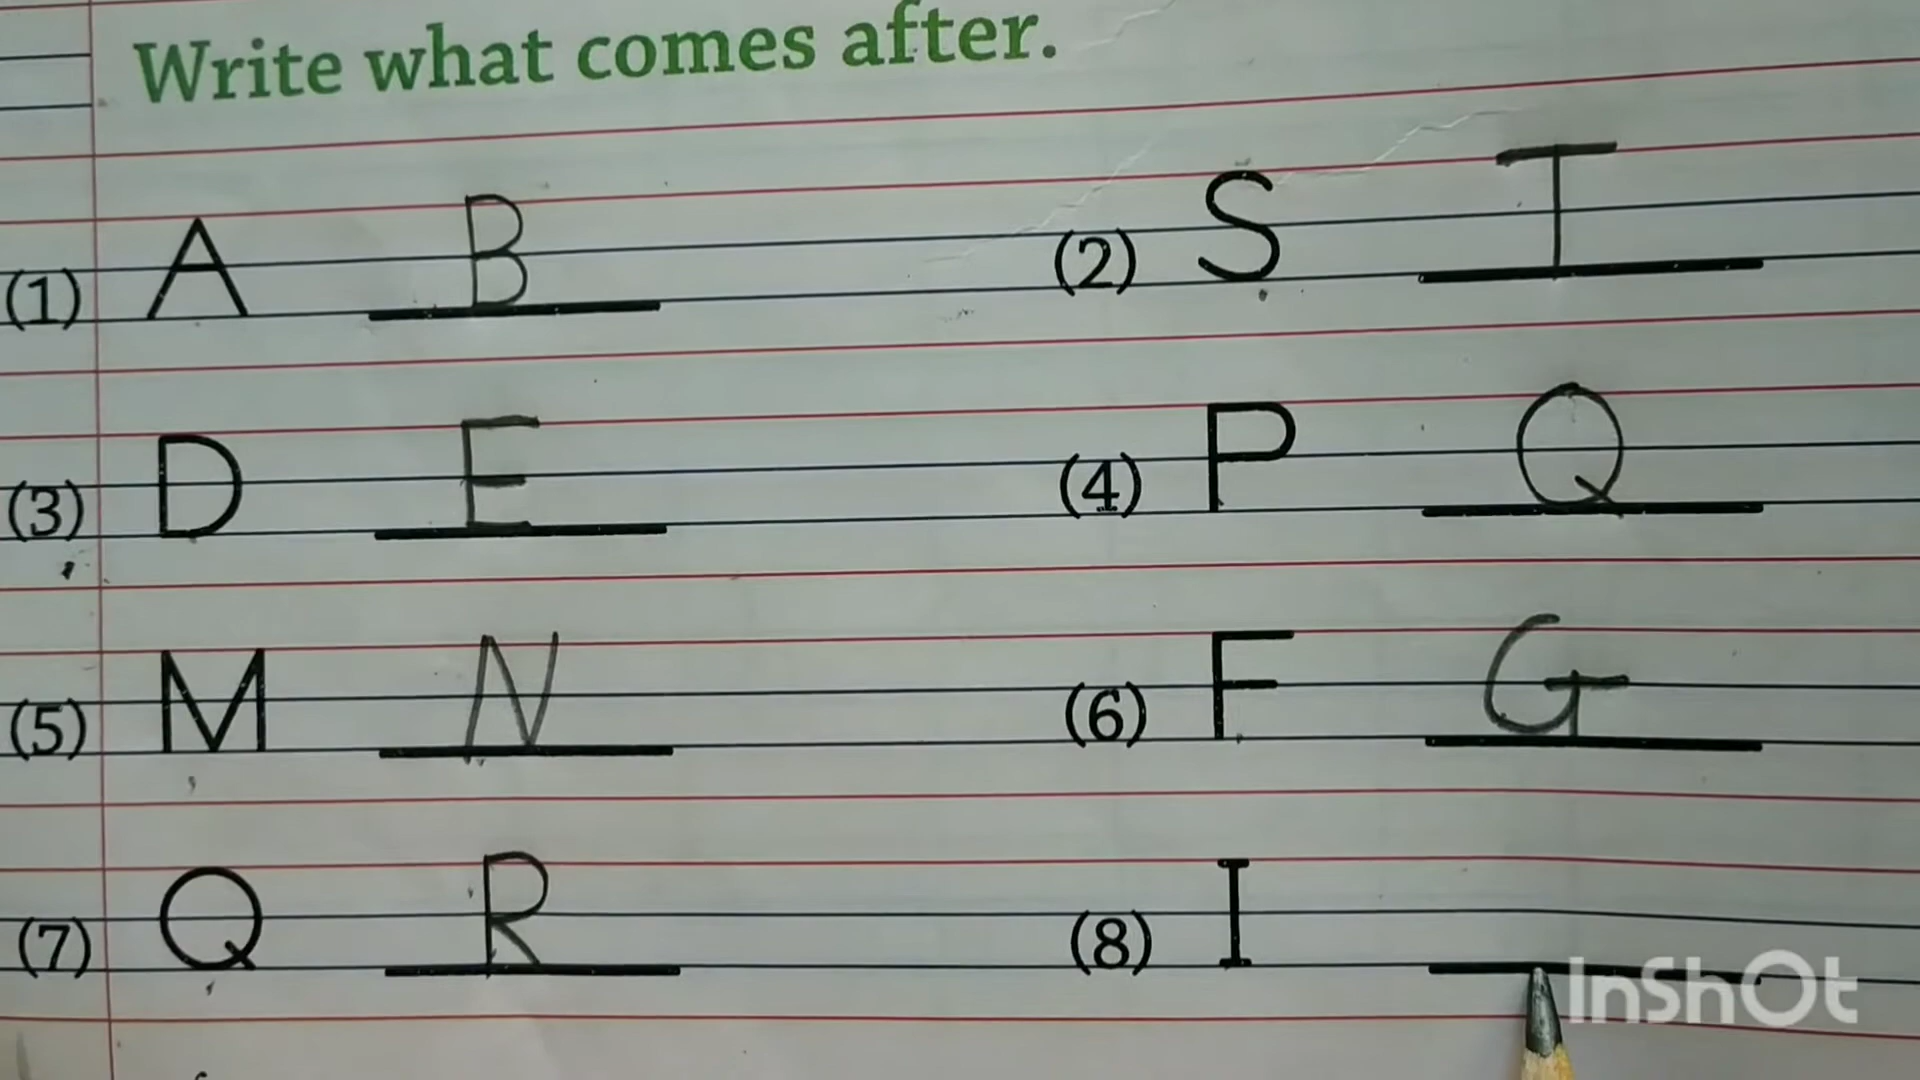 Write what comes after.
(1) A B (2) S T
(3) D E (4) P Q
(5) M N (6) F G
(7) Q R (8) I
InShOt